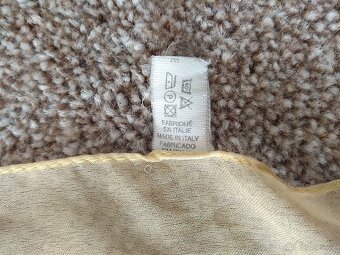 FABRIQUÉ
EN ITALIE
MADE IN ITALY
FABRICADO